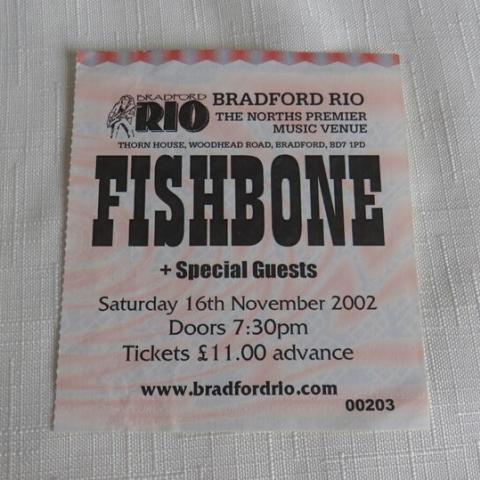 BRADFORD
RIO
BRADFORD RIO
THE NORTHS PREMIER
MUSIC VENUE
THORN HOUSE, WOODHEAD ROAD, BRADFORD, BD7 1PD
FISHBONE
+ Special Guests
Saturday 16th November 2002
Doors 7:30pm
Tickets £11.00 advance
www.bradfordrio.com
00203